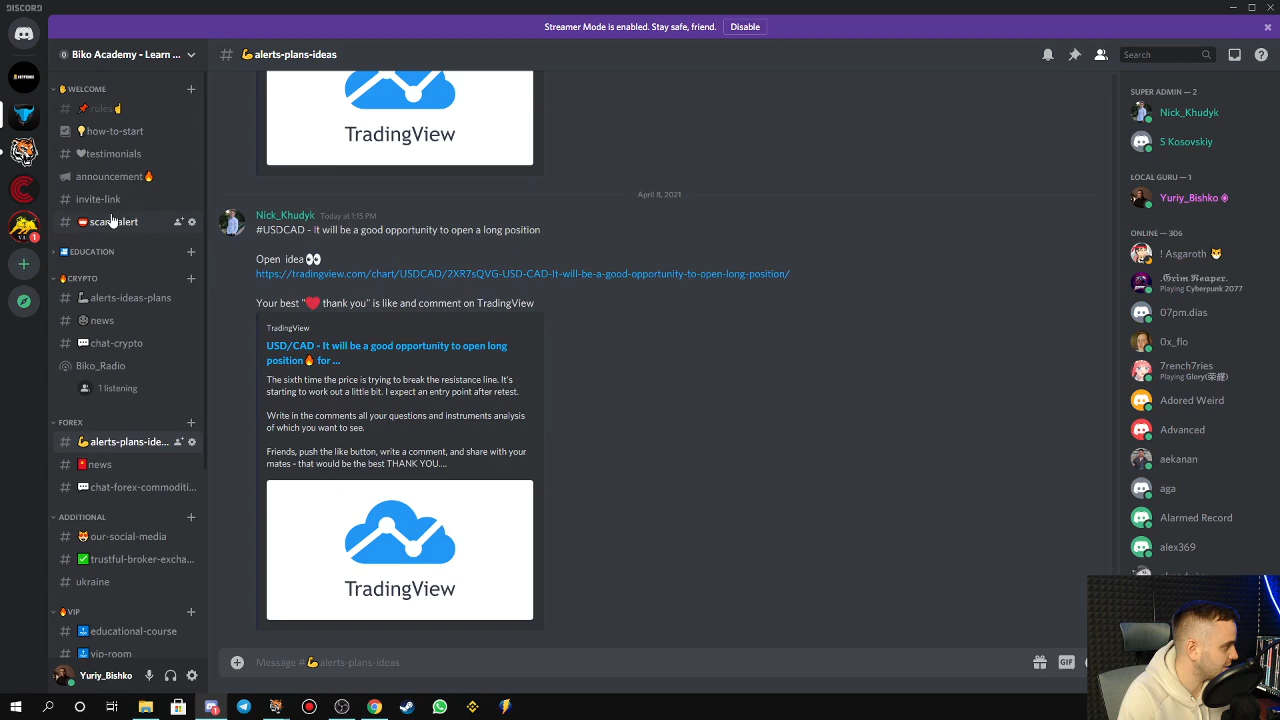 DISCORD
Streamer Mode is enabled. Stay safe, friend.
Disable
Biko Academy - Learn ...
alerts-plans-ideas
Search
WELCOME
rules
how-to-start
testimonials
announcement
invite-link
alert
EDUCATION
CRYPTO
alerts-ideas-plans
news
chat-crypto
Biko_Radio
1 listening
FOREX
alerts-plans-ide...
news
chat-forex-commoditi...
ADDITIONAL
our-social-media
trustful-broker-excha...
ukraine
VIP
educational-course
vip-room
Yuriy_Bishko
TradingView
April 8, 2021
Nick_Khudyk Today at 1:15 PM
#USDCAD - It will be a good opportunity to open a long position
Open idea
https://tradingview.com/chart/USDCAD/2XR7sQVG-USD-CAD-It-will-be-a-good-opportunity-to-open-long-position/
Your best "❤ thank you" is like and comment on TradingView
TradingView
USD/CAD - It will be a good opportunity to open long
position🔥 for ...
The sixth time the price is trying to break the resistance line. It's
starting to work out a little bit. I expect an entry point after retest.
Write in the comments all your questions and instruments analysis
of which you want to see.
Friends, push the like button, write a comment, and share with your
mates - that would be the best THANK YOU....
TradingView
Message #💪alerts-plans-ideas
GIF
SUPER ADMIN — 2
Nick_Khudyk
S Kosovskiy
LOCAL GURU — 1
Yuriy_Bishko
ONLINE — 306
! Asgaroth
Playing Cyberpunk 2077
07pm.dias
0x_flo
7rench7ries
Adored Weird
Advanced
aekanan
aga
Alarmed Record
alex369